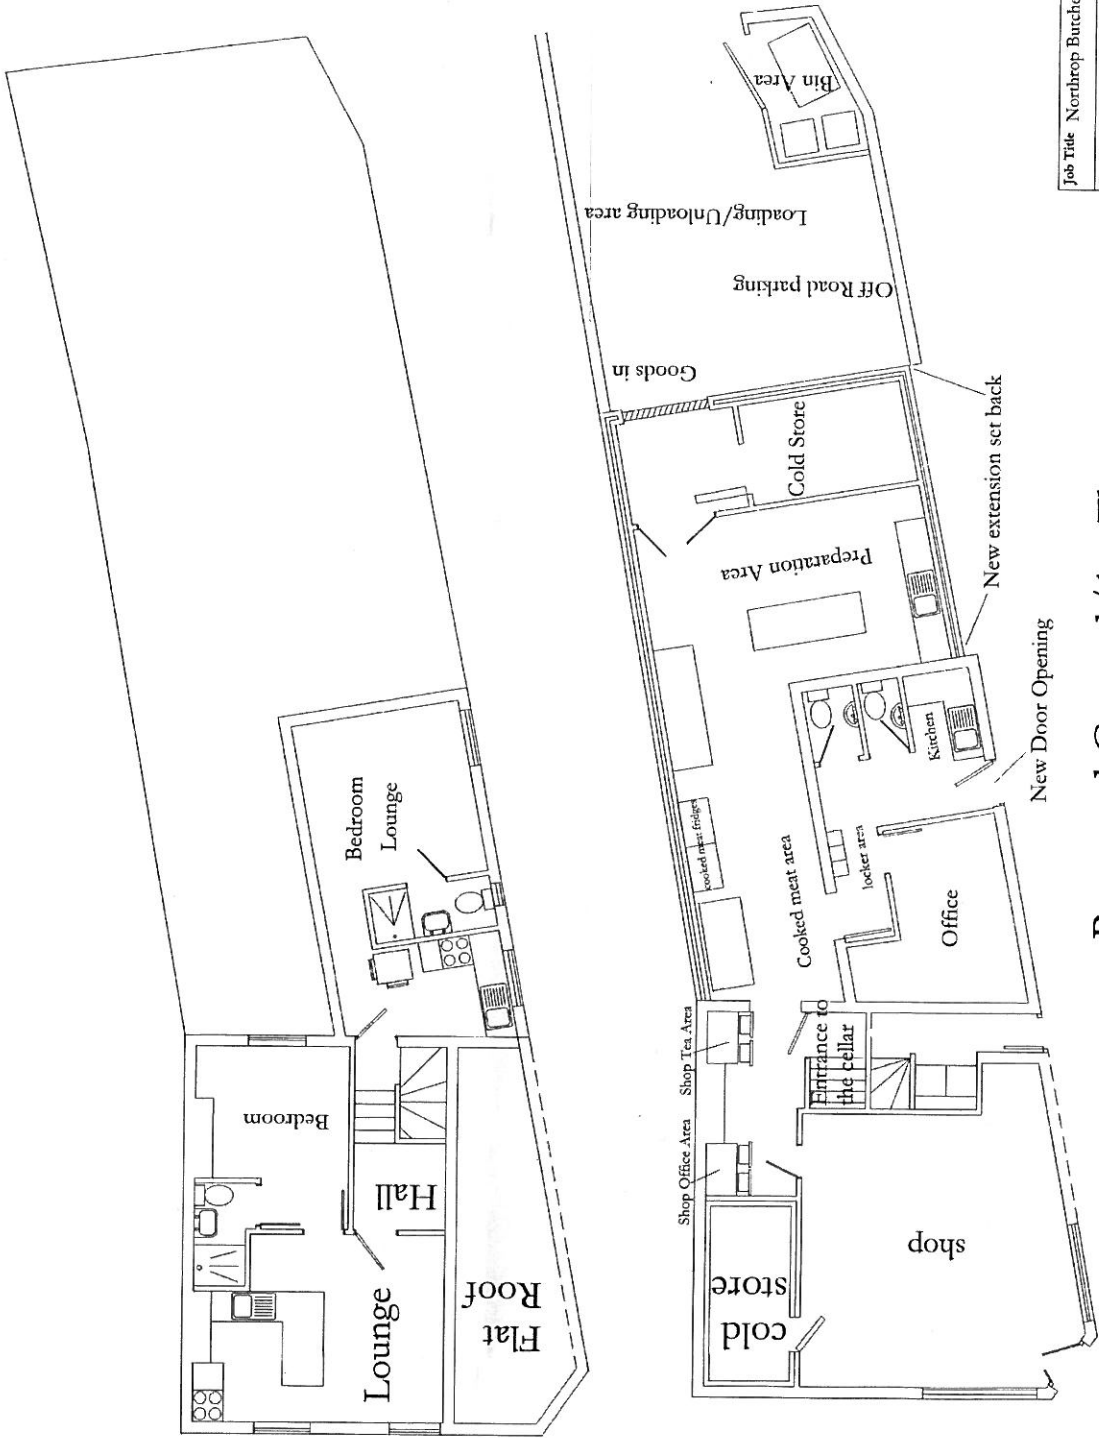 Job Title Northrop Butche
Bin Area
Loading/Unloading area
Off Road parking
Goods in
Cold Store
Preparation Area
New extension set back
New Door Opening
Kitchen
cooked meat fridges
Cooked meat area
locker area
Office
Shop Tea Area
Entrance to
the cellar
Shop Office Area
cold
store
shop
Bedroom
Lounge
Bedroom
Hall
Lounge
Flat
Roof